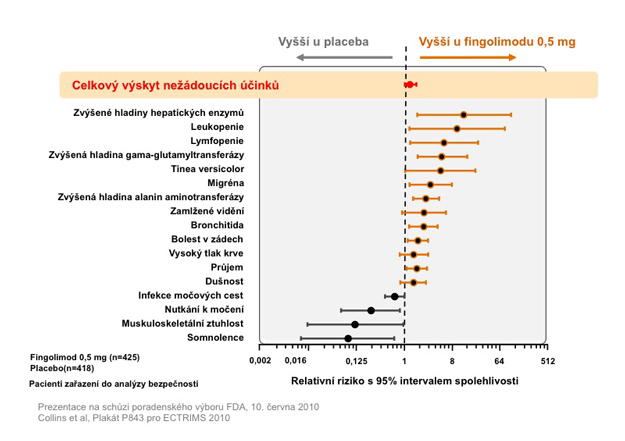 Vyšší u placeba
Vyšší u fingolimodu 0,5 mg
Celkový výskyt nežádoucích účinků
Zvýšené hladiny hepatických enzymů
Leukopenie
Lymfopenie
Zvýšená hladina gama-glutamyltransferázy
Tinea versicolor
Migréna
Zvýšená hladina alanin aminotransferázy
Zamlžené vidění
Bronchitida
Bolest v zádech
Vysoký tlak krve
Průjem
Dušnost
Infekce močových cest
Nutkání k močení
Muskuloskeletální ztuhlost
Somnolence
0,002 0,016 0,125 1 8 64 512
Relativní riziko s 95% intervalem spolehlivosti
Fingolimod 0,5 mg (n=425)
Placebo(n=418)
Pacienti zařazení do analýzy bezpečnosti
Prezentace na schůzi poradenského výboru FDA, 10. června 2010
Collins et al, Plakát P843 pro ECTRIMS 2010